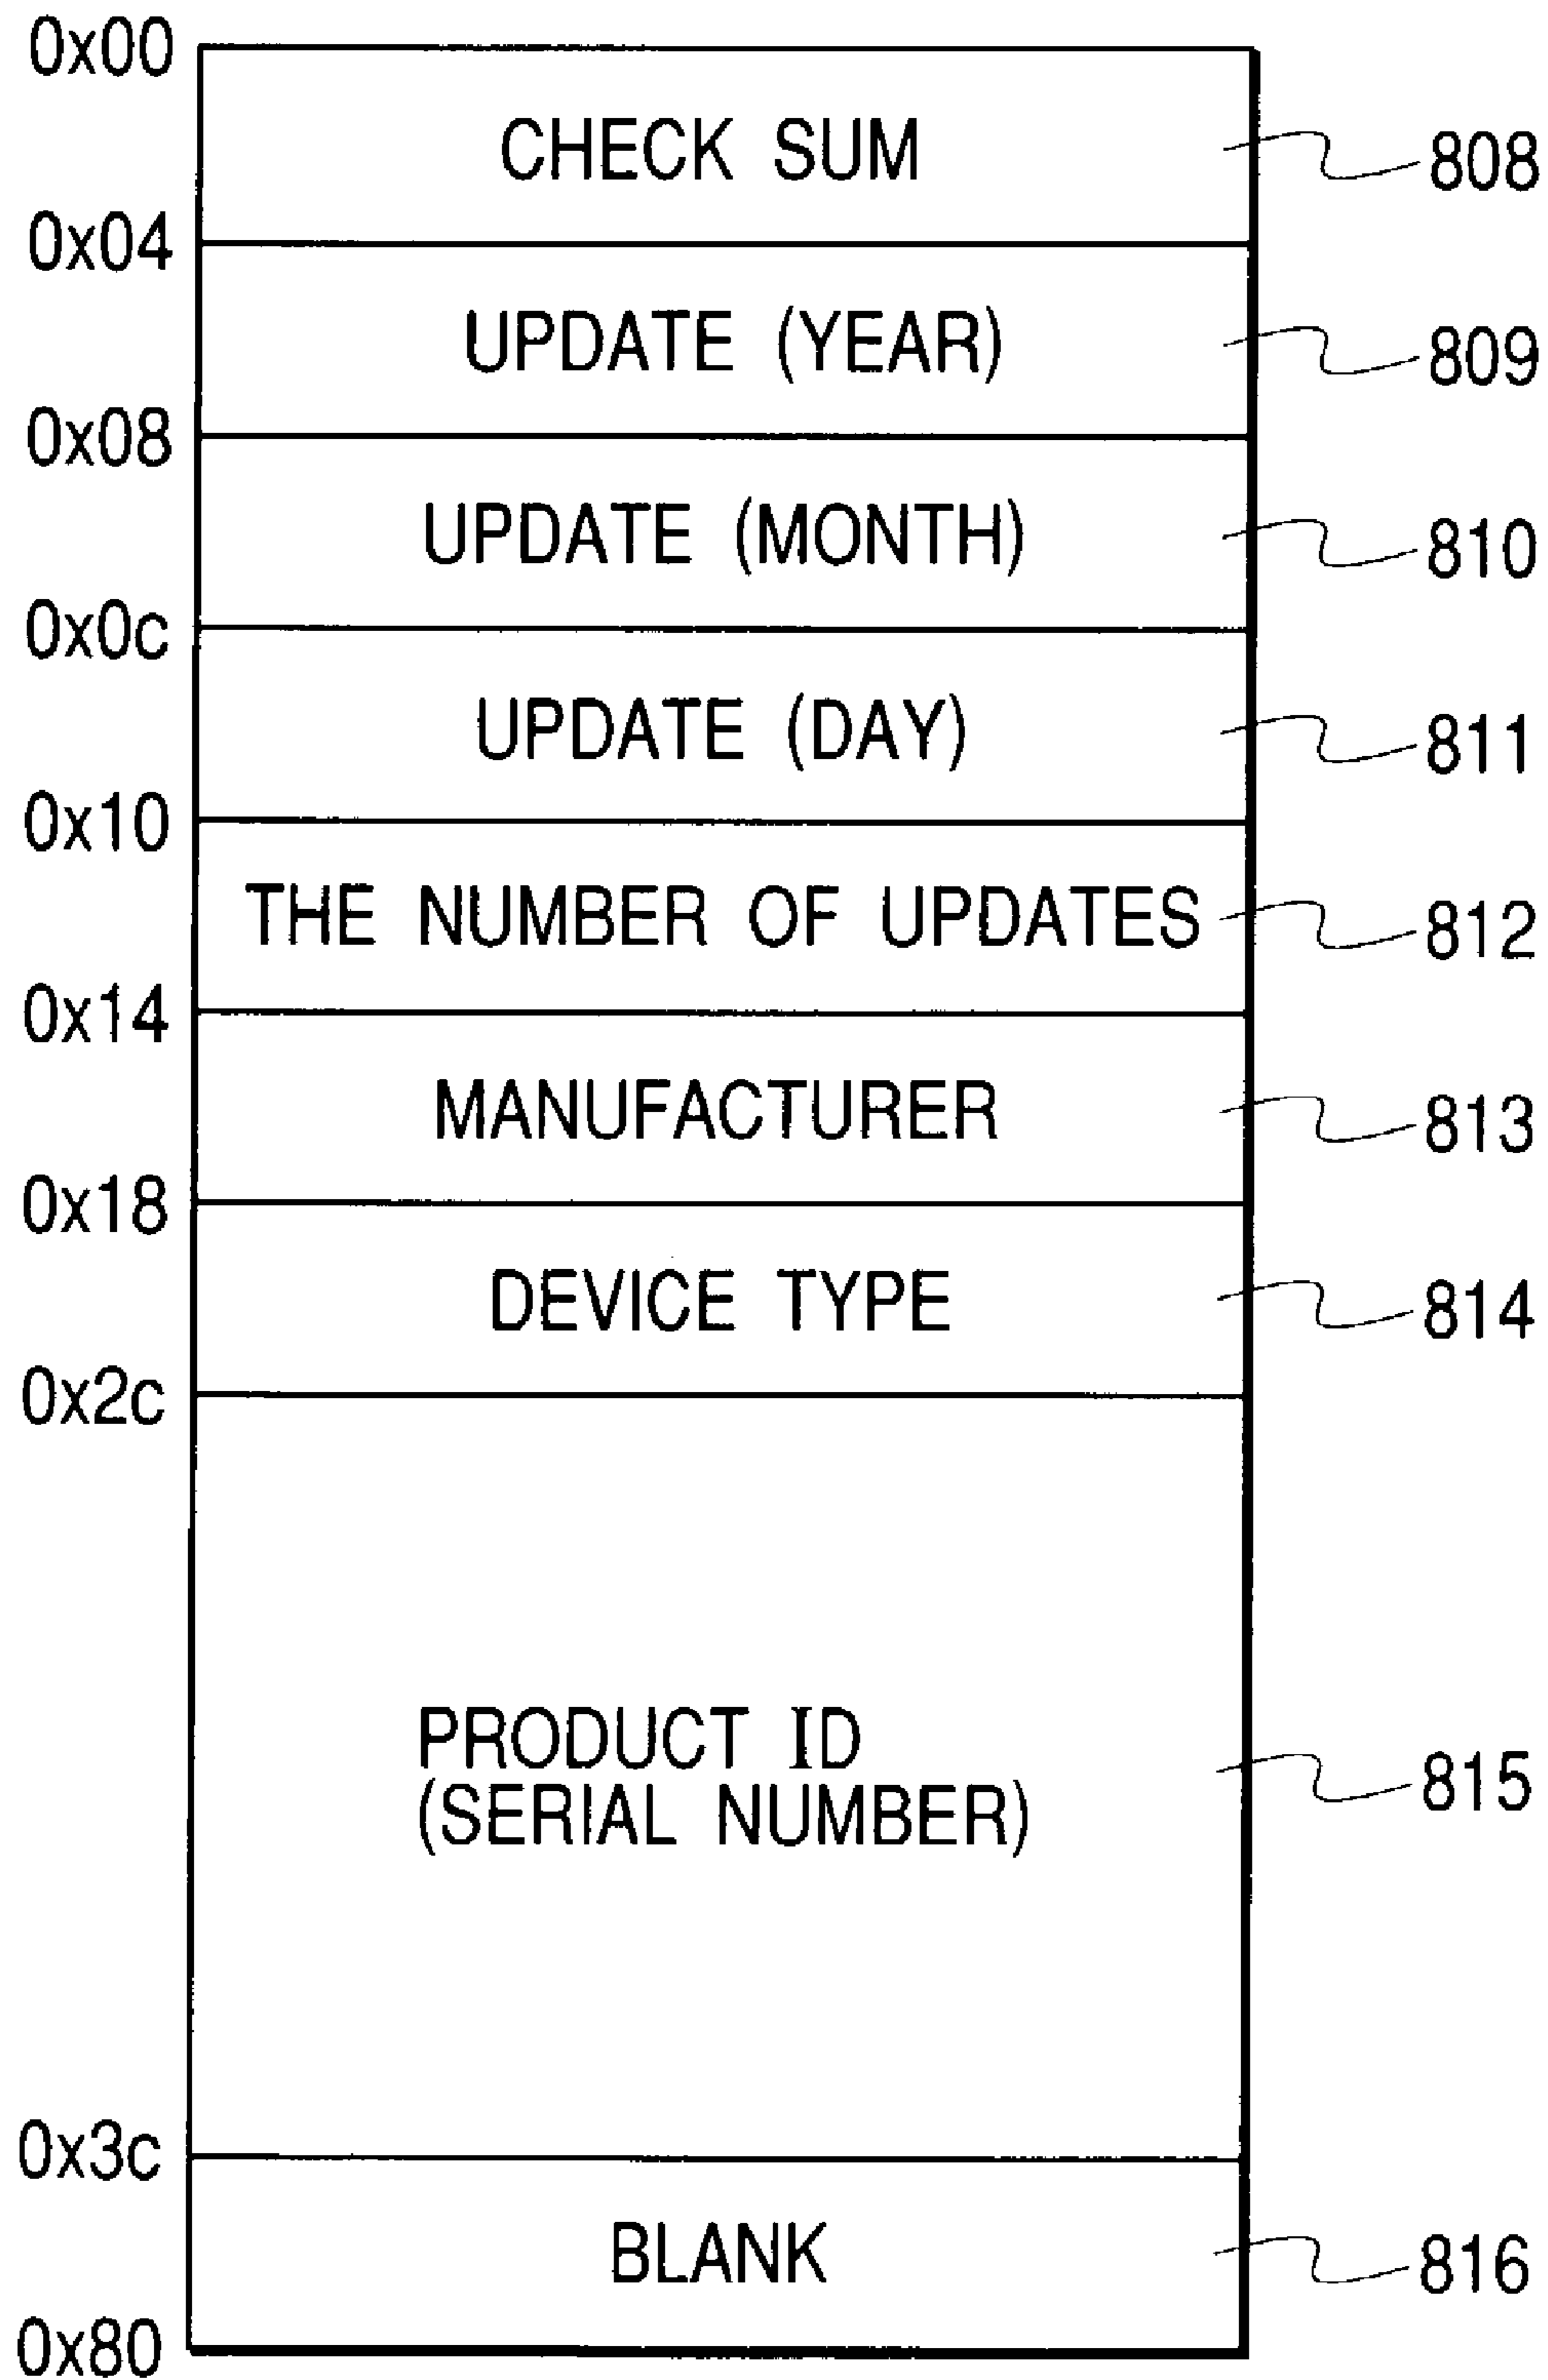 0x00
CHECK SUM 808
0x04
UPDATE (YEAR) 809
0x08
UPDATE (MONTH) 810
0x0c
UPDATE (DAY) 811
0x10
THE NUMBER OF UPDATES 812
0x14
MANUFACTURER 813
0x18
DEVICE TYPE 814
0x2c
PRODUCT ID
(SERIAL NUMBER) 815
0x3c
BLANK 816
0x80